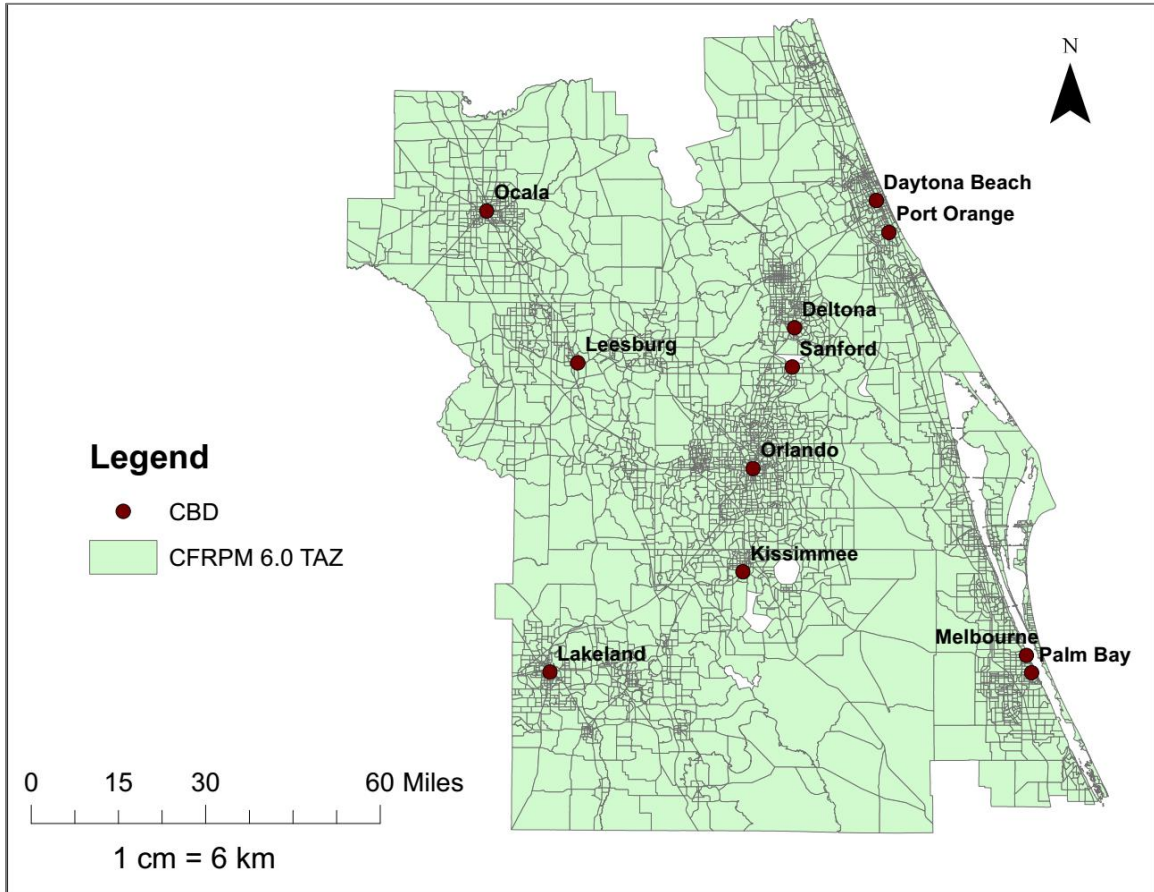 N
Daytona Beach
Ocala
Port Orange
Deltona
Leesburg
Sanford
Legend
Orlando
CBD
CFRPM 6.0 TAZ
Kissimmee
Melbourne
Lakeland
Palm Bay
0 15 30 60 Miles
1 cm = 6 km